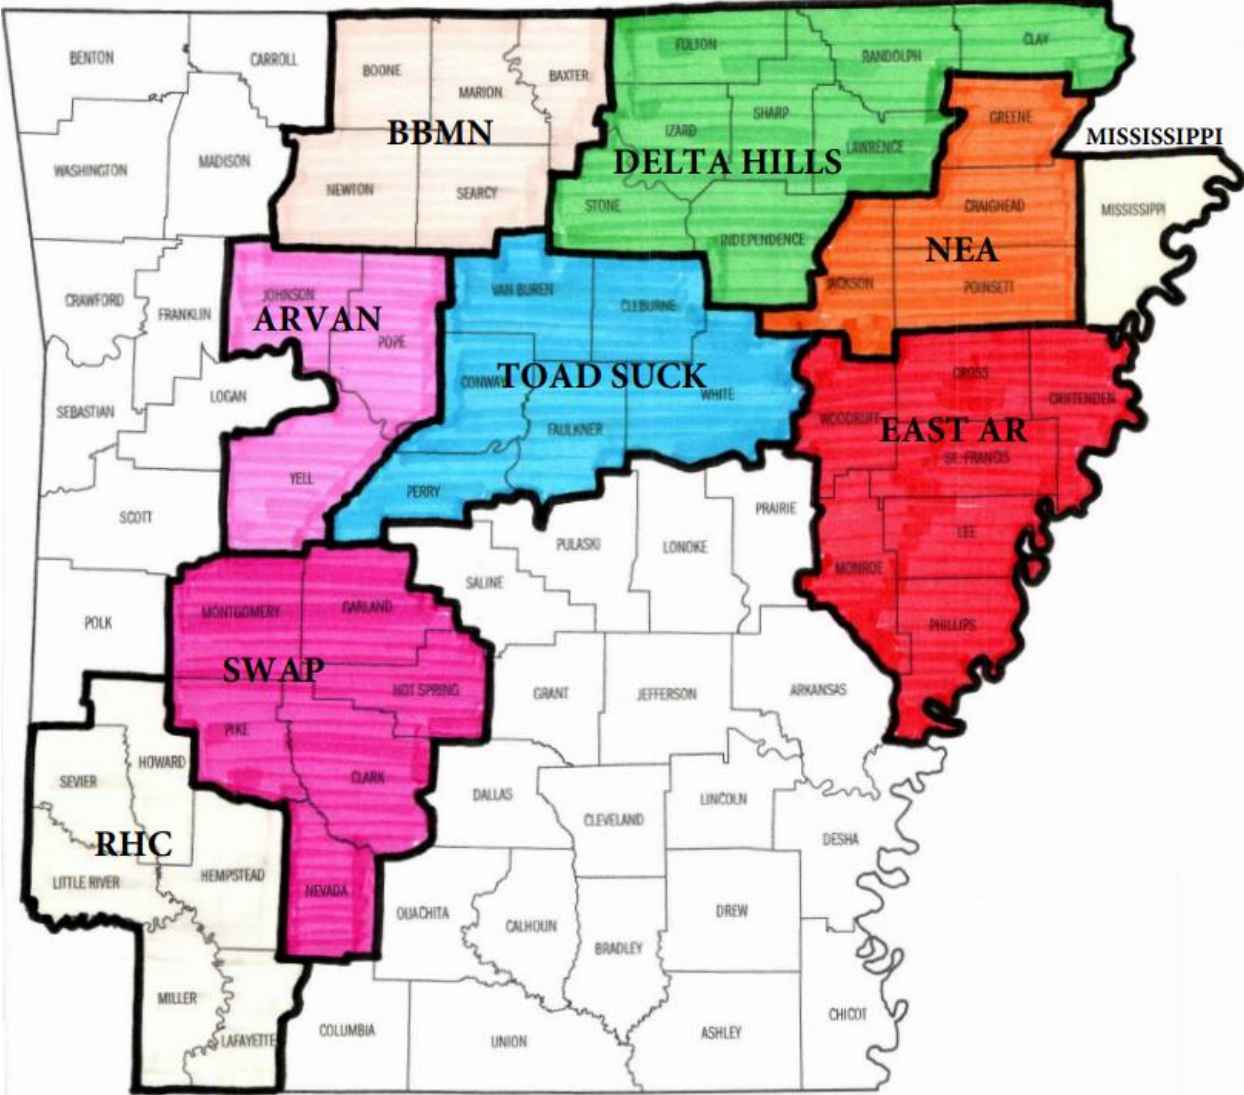 BENTON
CARROLL
BOONE
MARION
BAXTER
FULTON
RANDOLPH
CLAY
BBMN
IZARD
SHARP
LAWRENCE
GREENE
MISSISSIPPI
WASHINGTON
MADISON
NEWTON
SEARCY
DELTA HILLS
STONE
INDEPENDENCE
CRAIGHEAD
MISSISSIPPI
NEA
JACKSON
POINSETT
CRAWFORD
FRANKLIN
JOHNSON
ARVAN
POPE
VAN BUREN
CLEBURNE
TOAD SUCK
CONWAY
WHITE
FAULKNER
CROSS
CRITTENDEN
WOODRUFF
EAST AR
ST. FRANCIS
SEBASTIAN
LOGAN
YELL
PERRY
SCOTT
PULASKI
LONOKE
PRAIRIE
LEE
MONROE
PHILLIPS
POLK
MONTGOMERY
GARLAND
SALINE
SWAP
HOT SPRING
GRANT
JEFFERSON
ARKANSAS
PIKE
CLARK
HOWARD
SEVIER
RHC
LITTLE RIVER
HEMPSTEAD
NEVADA
DALLAS
CLEVELAND
LINCOLN
DESHA
OUACHITA
CALHOUN
BRADLEY
DREW
MILLER
LAFAYETTE
COLUMBIA
UNION
ASHLEY
CHICOT